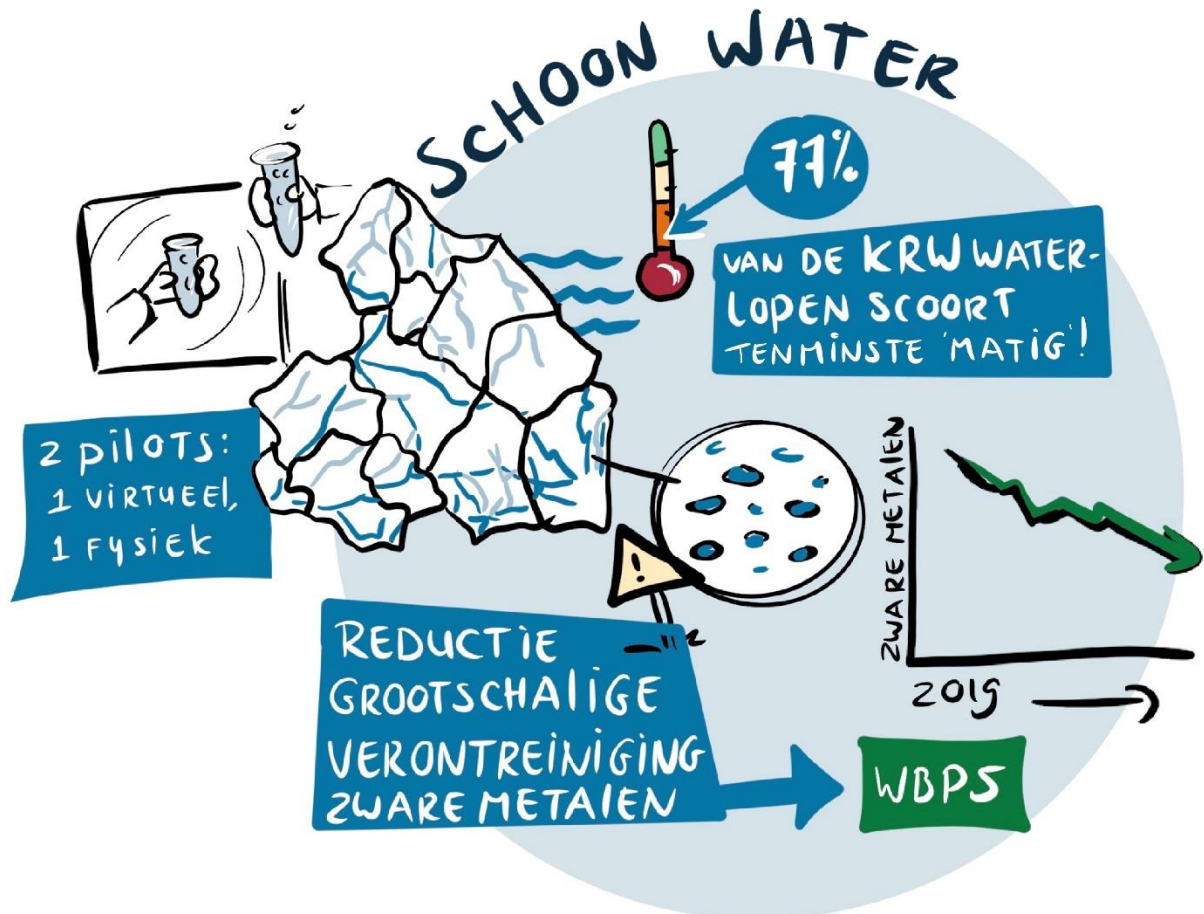 SCHOON WATER
77%
VAN DE KRW WATER-
LOPEN SCOORT
TENMINSTE 'MATIG'!
2 PILOTS:
1 VIRTUEEL,
1 FYSIEK
ZWARE METALEN
2019
REDUCTIE
GROOTSCHALIGE
VERONTREINIGING
ZWARE METALEN
WBP5